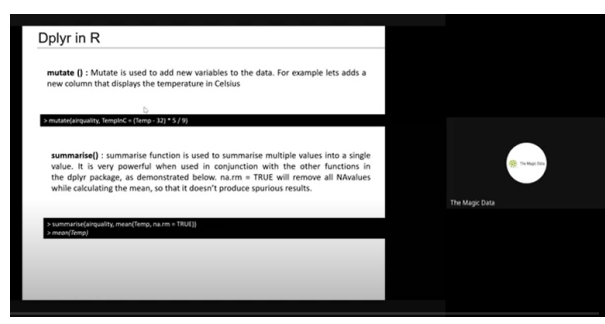 Dplyr in R
mutate () : Mutate is used to add new variables to the data. For example lets adds a
new column that displays the temperature in Celsius
> mutate(airquality, TempInC = (Temp - 32) * 5 / 9)
summarise() : summarise function is used to summarise multiple values into a single
value. It is very powerful when used in conjunction with the other functions in
the dplyr package, as demonstrated below. na.rm = TRUE will remove all NAvalues
while calculating the mean, so that it doesn't produce spurious results.
> summarise(airquality, mean(Temp, na.rm = TRUE))
> mean(Temp)
The Magic Data
The Magic Data